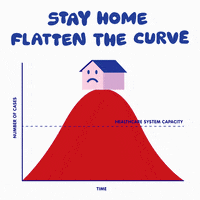 STAY HOME
FLATTEN THE CURVE
HEALTHCARE SYSTEM CAPACITY
NUMBER OF CASES
TIME